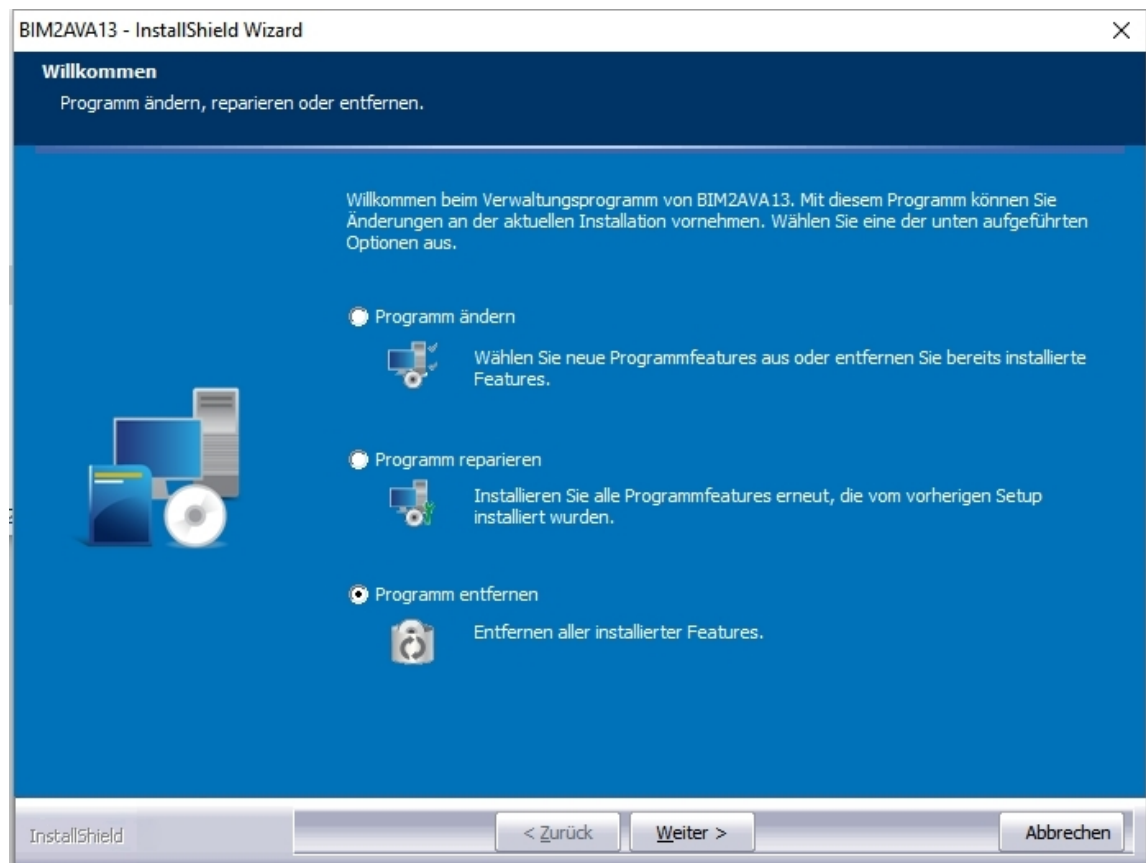 BIM2AVA13 - InstallShield Wizard
Willkommen
Programm ändern, reparieren oder entfernen.
Willkommen beim Verwaltungsprogramm von BIM2AVA13. Mit diesem Programm können Sie
Änderungen an der aktuellen Installation vornehmen. Wählen Sie eine der unten aufgeführten
Optionen aus.
Programm ändern
Wählen Sie neue Programmfeatures aus oder entfernen Sie bereits installierte
Features.
Programm reparieren
Installieren Sie alle Programmfeatures erneut, die vom vorherigen Setup
installiert wurden.
Programm entfernen
Entfernen aller installierter Features.
InstallShield
< Zurück
Weiter >
Abbrechen